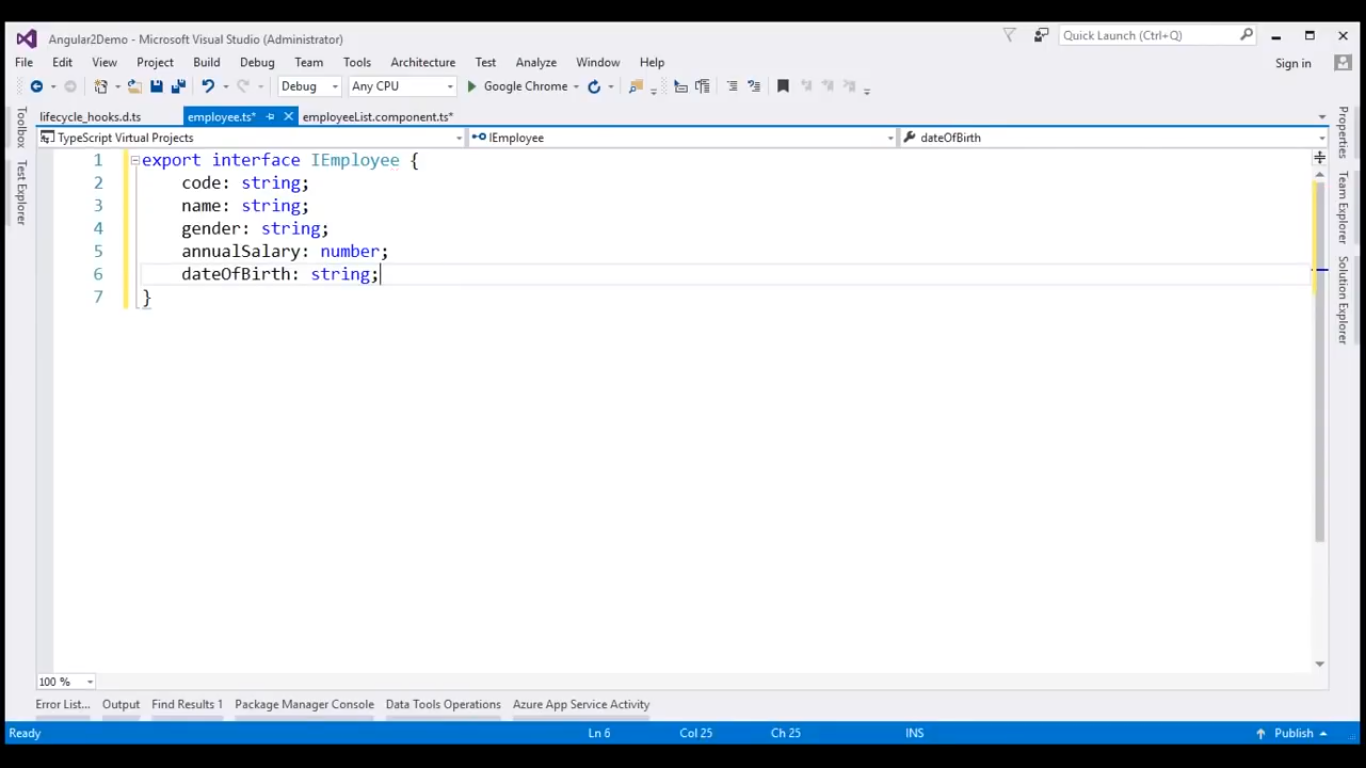 Angular2Demo - Microsoft Visual Studio (Administrator)
Quick Launch (Ctrl+Q)
File Edit View Project Build Debug Team Tools Architecture Test Analyze Window Help
Sign in
Debug Any CPU Google Chrome
lifecycle_hooks.d.ts employee.ts* employeeList.component.ts*
TypeScript Virtual Projects IEmployee dateOfBirth
1 export interface IEmployee {
2 code: string;
3 name: string;
4 gender: string;
5 annualSalary: number;
6 dateOfBirth: string;
7 }
Toolbox
Test Explorer
Properties
Team Explorer
Solution Explorer
100 %
Error List... Output Find Results 1 Package Manager Console Data Tools Operations Azure App Service Activity
Ready Ln 6 Col 25 Ch 25 INS Publish